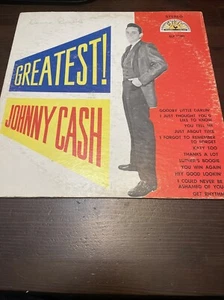 GREATEST!
JOHNNY CASH
GOODBY LITTLE DARLIN
I JUST THOUGHT YOU'D
LIKE TO KNOW
YOU TELL ME
JUST ABOUT TIME
I FORGOT TO REMEMBER
TO FORGET
KATY TOO
THANKS A LOT
LUTHER'S BOOGIE
YOU WIN AGAIN
HEY GOOD LOOKIN
I COULD NEVER BE
ASHAMED OF YOU
GET RHYTHM